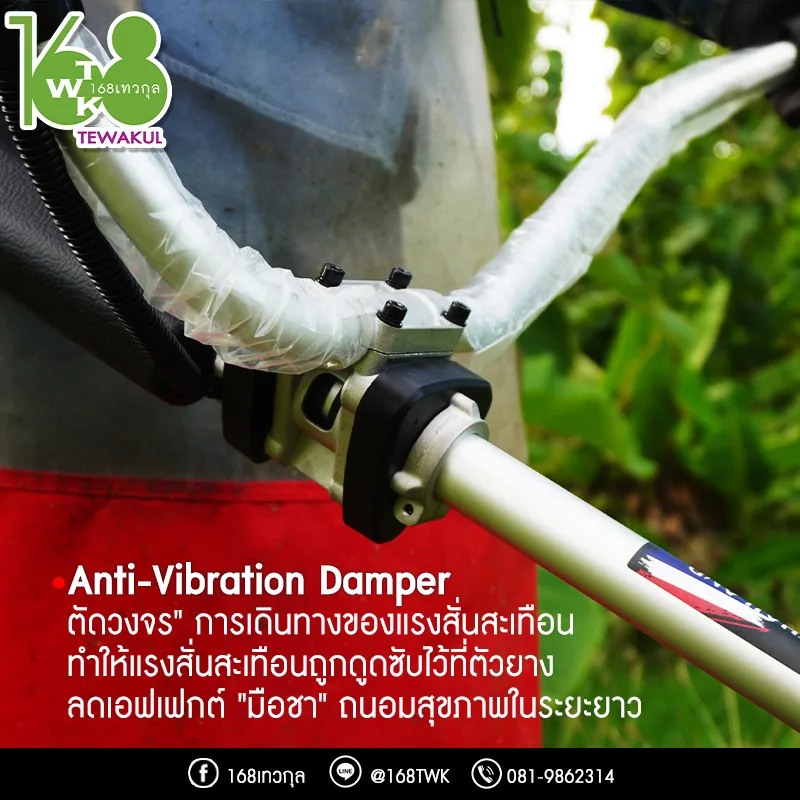 168
TWK
168เทวกุล
TEWAKUL
Anti-Vibration Damper
ตัดวงจร" การเดินทางของแรงสั่นสะเทือน
ทำให้แรงสั่นสะเทือนถูกดูดซับไว้ที่ตัวยาง
ลดเอฟเฟกต์ "มือชา" ถนอมสุขภาพในระยะยาว
168เทวกุล
LINE
@168TWK
081-9862314